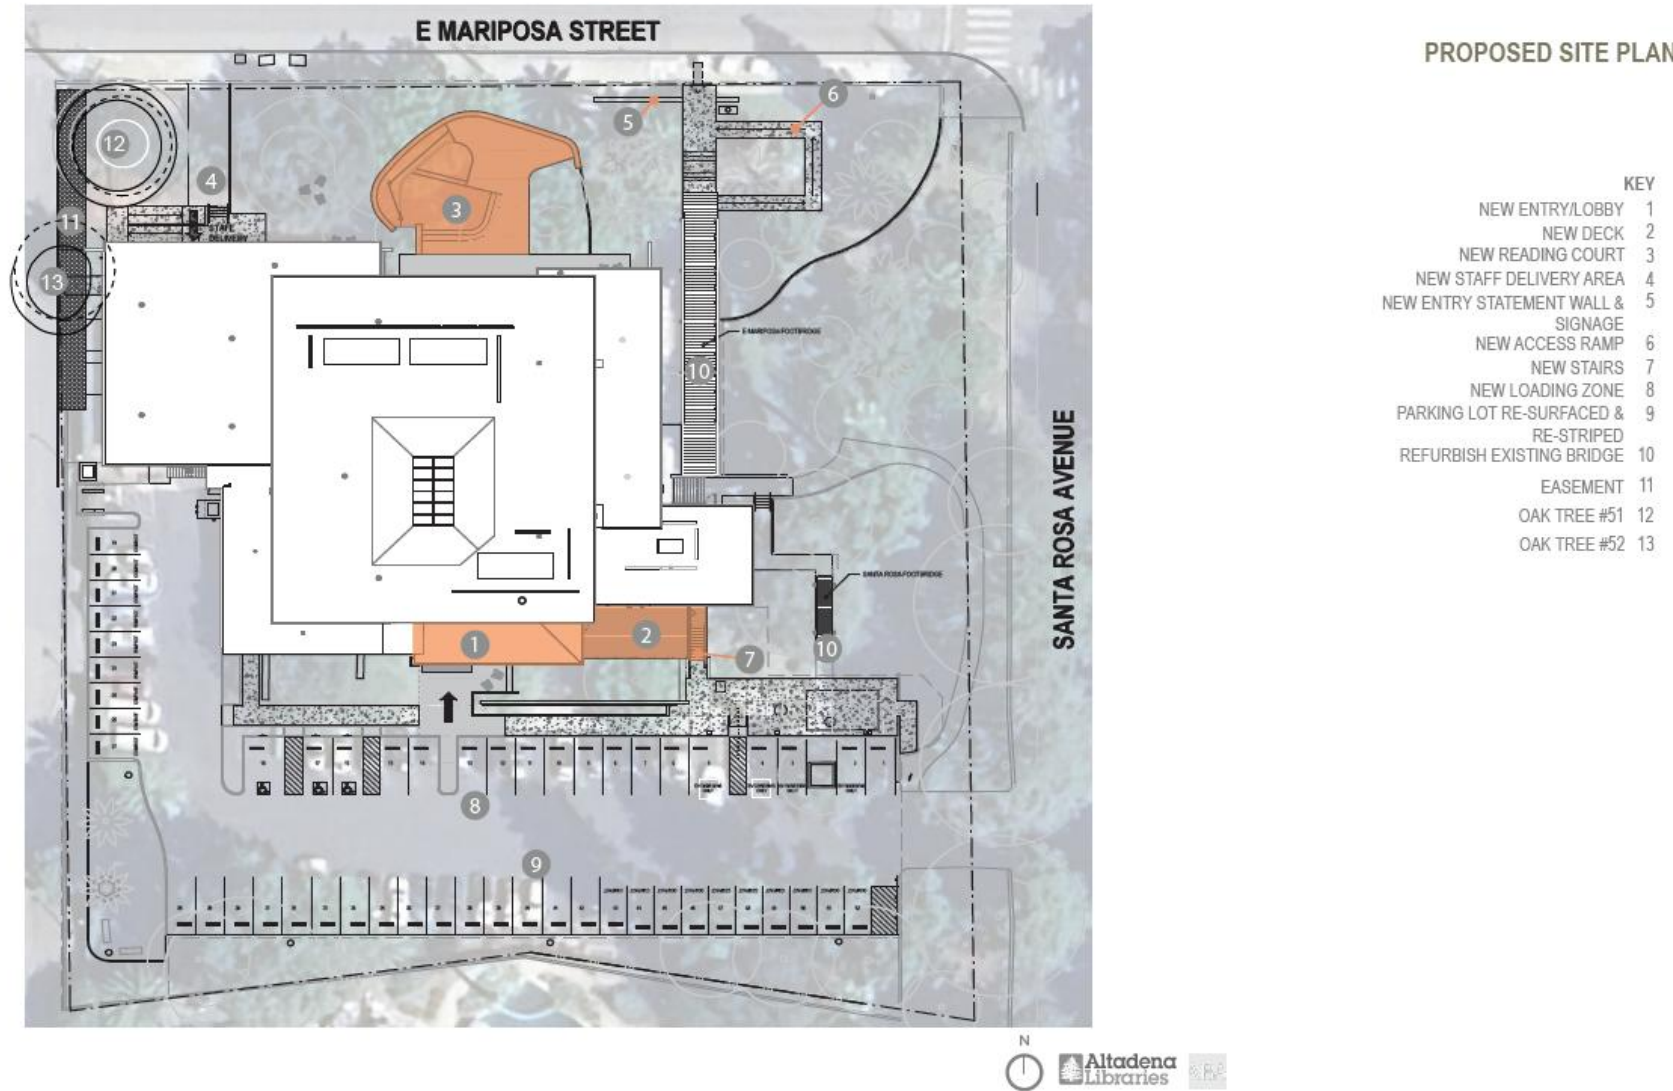 E MARIPOSA STREET
PROPOSED SITE PLAN
12
4
11
STAFF
DELIVERY
3
5
6
13
E MARIPOSA FOOTBRIDGE
10
SANTA ROSA AVENUE
SANTA ROSA FOOTBRIDGE
1
2
7
10
8
9
KEY
NEW ENTRY/LOBBY 1
NEW DECK 2
NEW READING COURT 3
NEW STAFF DELIVERY AREA 4
NEW ENTRY STATEMENT WALL & 5
SIGNAGE
NEW ACCESS RAMP 6
NEW STAIRS 7
NEW LOADING ZONE 8
PARKING LOT RE-SURFACED & 9
RE-STRIPED
REFURBISH EXISTING BRIDGE 10
EASEMENT 11
OAK TREE #51 12
OAK TREE #52 13
N
Altadena
Libraries